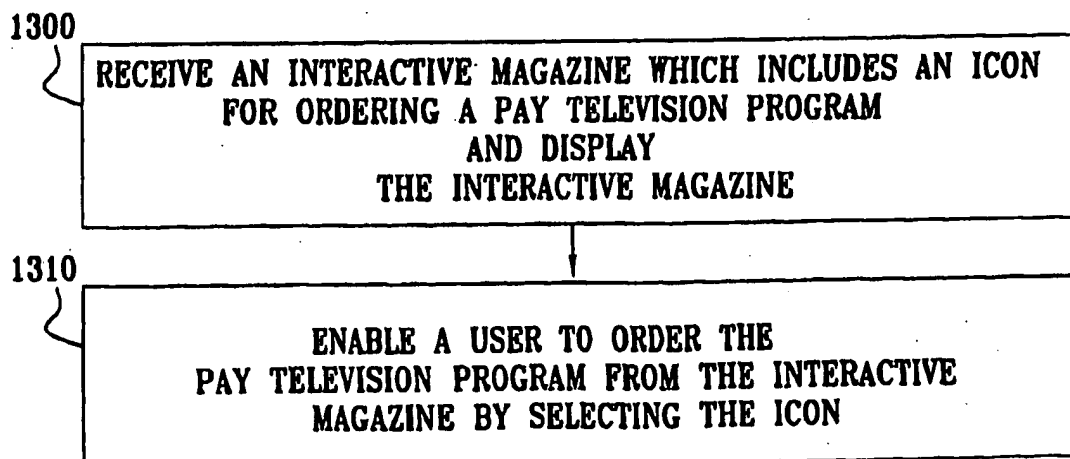 1300
RECEIVE AN INTERACTIVE MAGAZINE WHICH INCLUDES AN ICON
FOR ORDERING A PAY TELEVISION PROGRAM
AND DISPLAY
THE INTERACTIVE MAGAZINE
1310
ENABLE A USER TO ORDER THE
PAY TELEVISION PROGRAM FROM THE INTERACTIVE
MAGAZINE BY SELECTING THE ICON